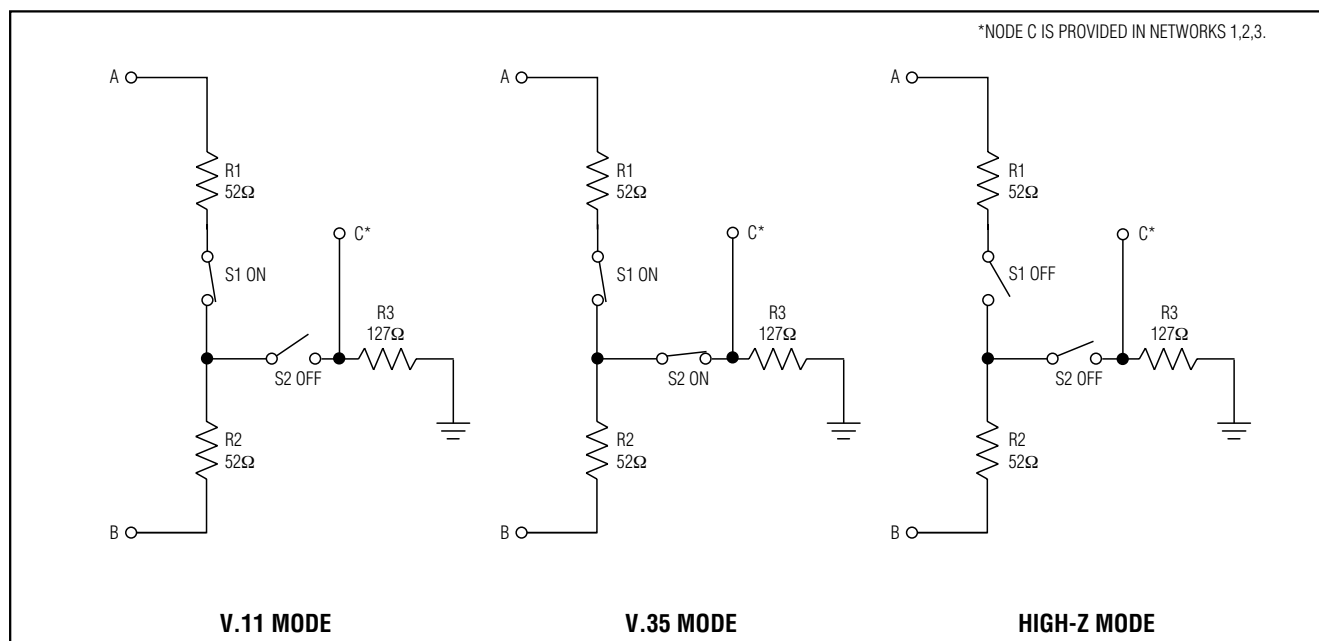 *NODE C IS PROVIDED IN NETWORKS 1,2,3.
A
R1
52Ω
C*
S1 ON
R3
127Ω
S2 OFF
R2
52Ω
B
V.11 MODE
A
R1
52Ω
C*
S1 ON
R3
127Ω
S2 ON
R2
52Ω
B
V.35 MODE
A
R1
52Ω
C*
S1 OFF
R3
127Ω
S2 OFF
R2
52Ω
B
HIGH-Z MODE